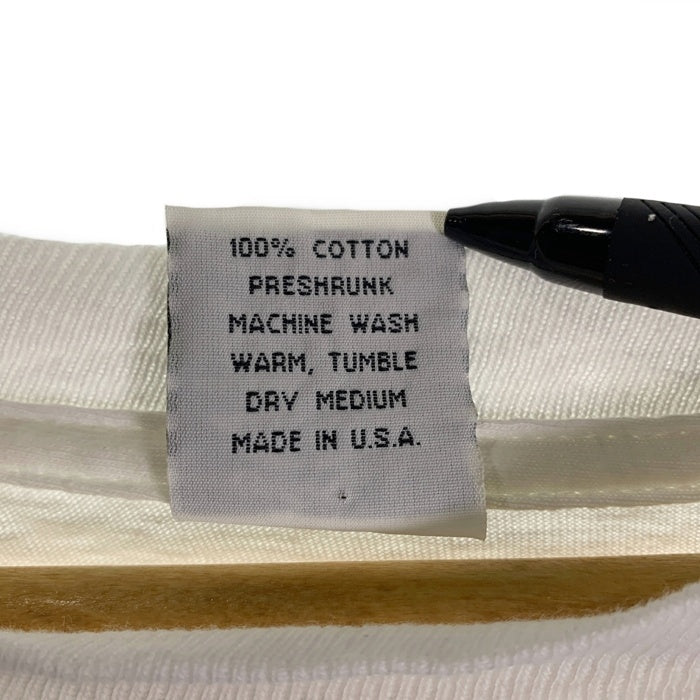 100% COTTON
PRESHRUNK
MACHINE WASH
WARM, TUMBLE
DRY MEDIUM
MADE IN U.S.A.